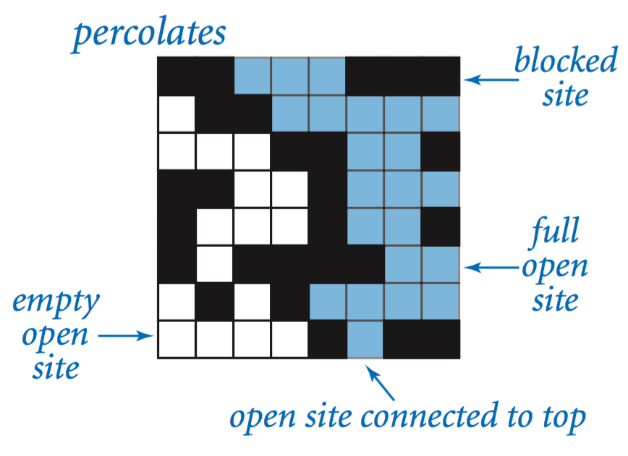 percolates
blocked
site
full
open
site
empty
open
site
open site connected to top